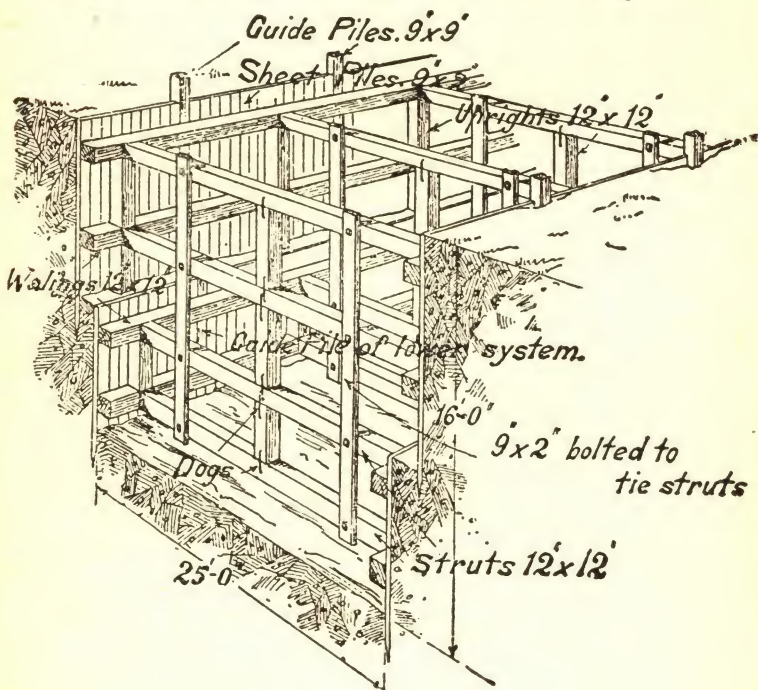 Guide Piles. 9"x9"
Sheet Piles. 9"x2"
Uprights 12"x 12"
Walings 12"x12"
Guide Pile of lower system.
16'-0"
9"x2" bolted to
tie struts
Dogs
Struts 12"x12"
25'-0